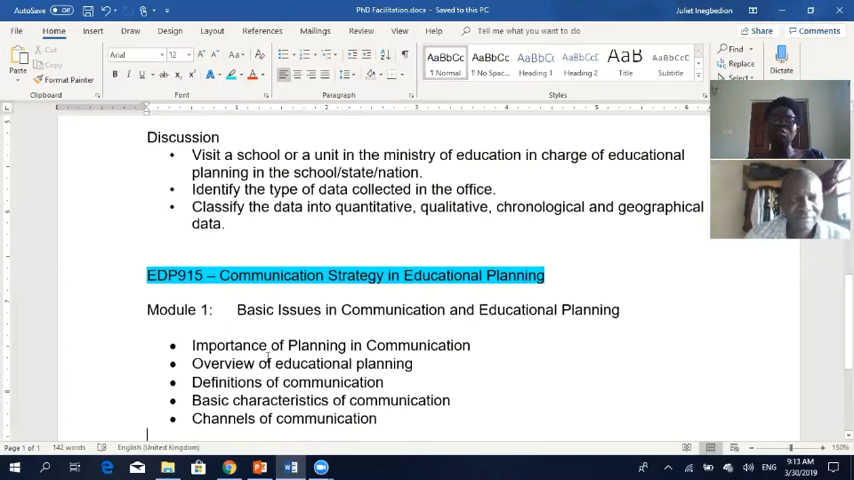 AutoSave Off PhD Facilitation.docx - Saved to this PC Juliet Inegbedion
File Home Insert Draw Design Layout References Mailings Review View Help Tell me what you want to do Share Comments
Paste Cut Copy Format Painter Clipboard
Arial 12 Font
Paragraph
AaBbCc AaBbCc AaBbCc AaBbCc AaB AaBbCc
¶ Normal ¶ No Spac... Heading 1 Heading 2 Title
Styles
Find Replace Select Dictate
Discussion
• Visit a school or a unit in the ministry of education in charge of educational
planning in the school/state/nation.
• Identify the type of data collected in the office.
• Classify the data into quantitative, qualitative, chronological and geographical
data.
EDP915 – Communication Strategy in Educational Planning
Module 1: Basic Issues in Communication and Educational Planning
• Importance of Planning in Communication
• Overview of educational planning
• Definitions of communication
• Basic characteristics of communication
• Channels of communication
Page 1 of 1 142 words English (United Kingdom) 150%
ENG 9:13 AM
3/30/2019